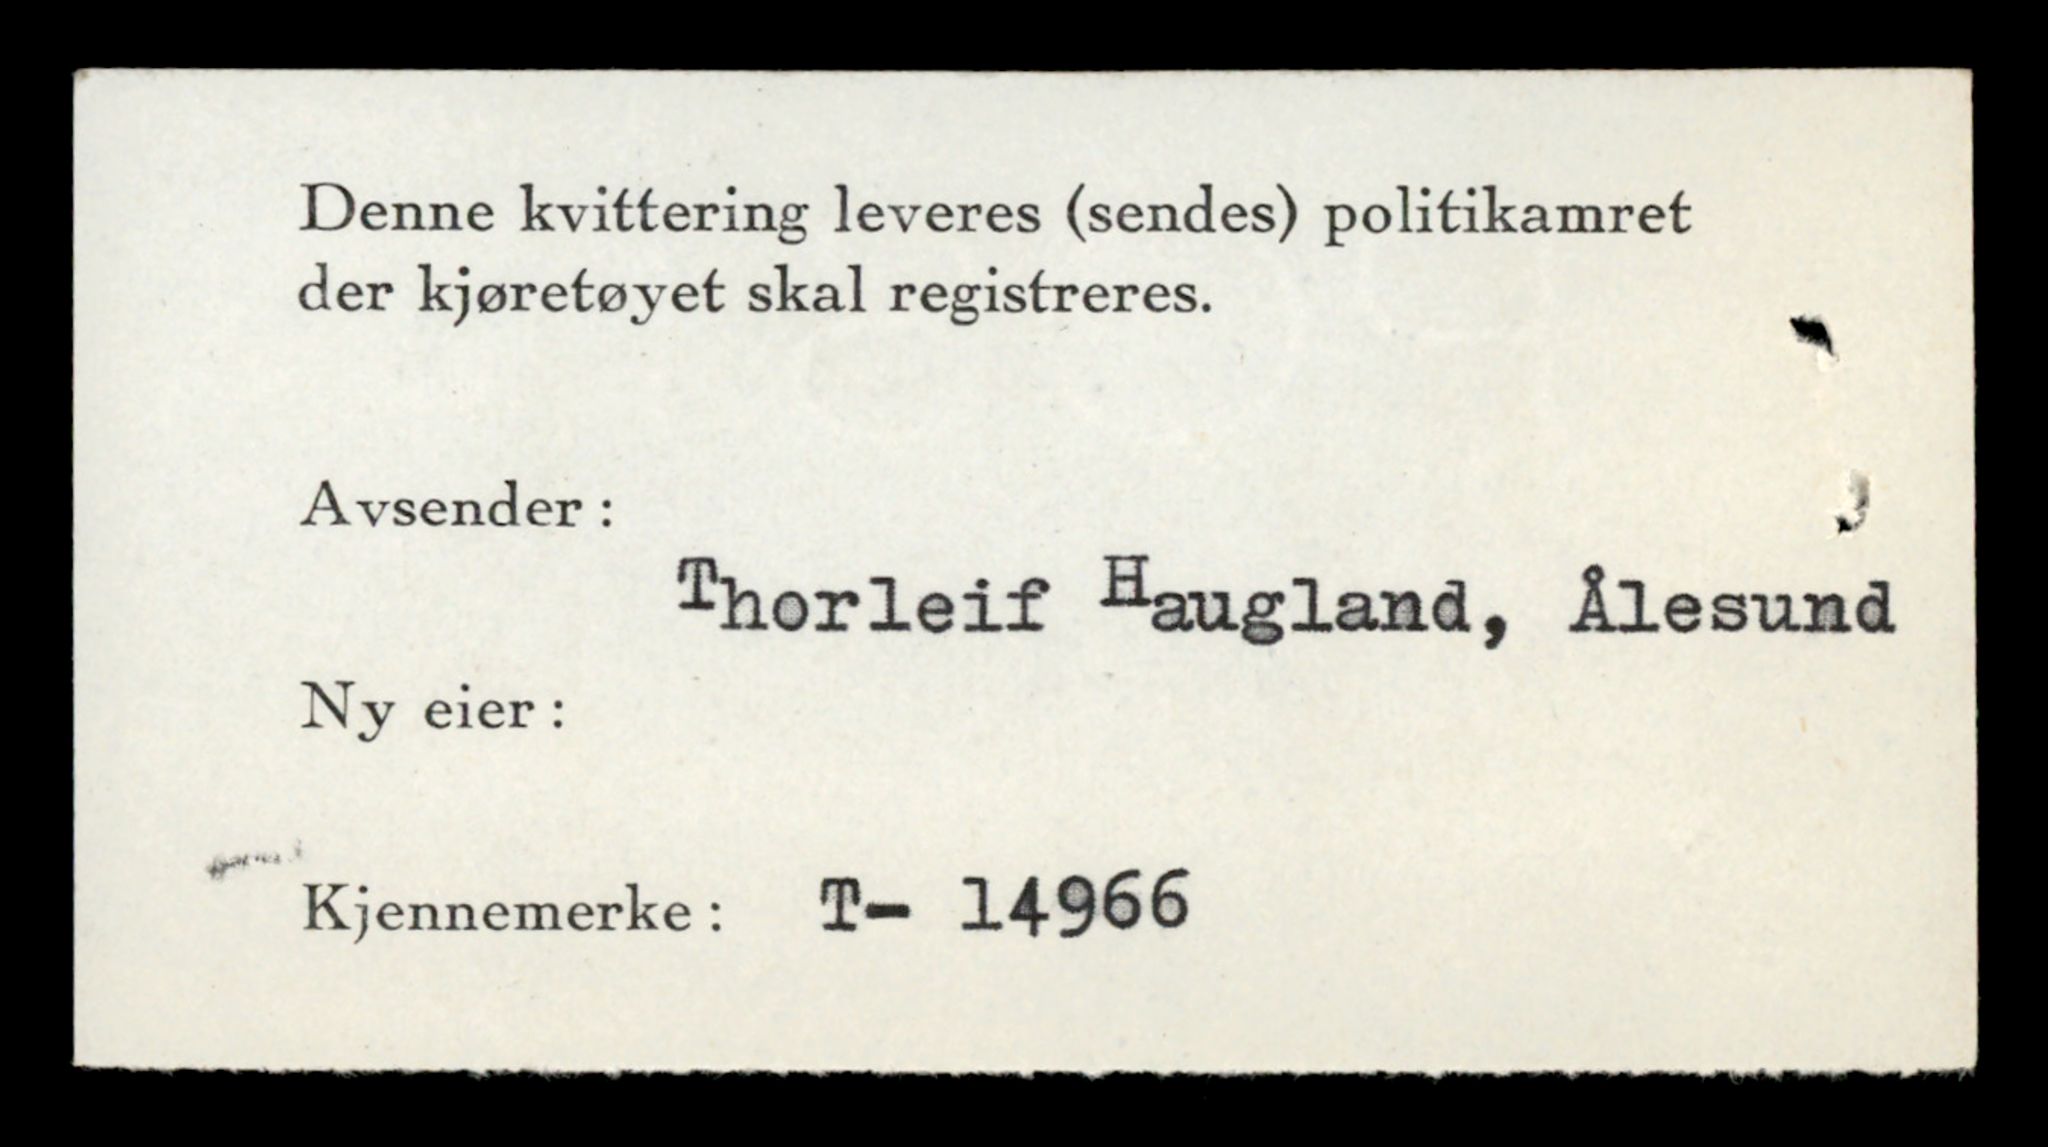 Denne kvittering leveres (sendes) politikamret
der kjøretøyet skal registreres.
Avsender:
Thorleif Haugland, Ålesund
Ny eier:
Kjennemerke: T- 14966